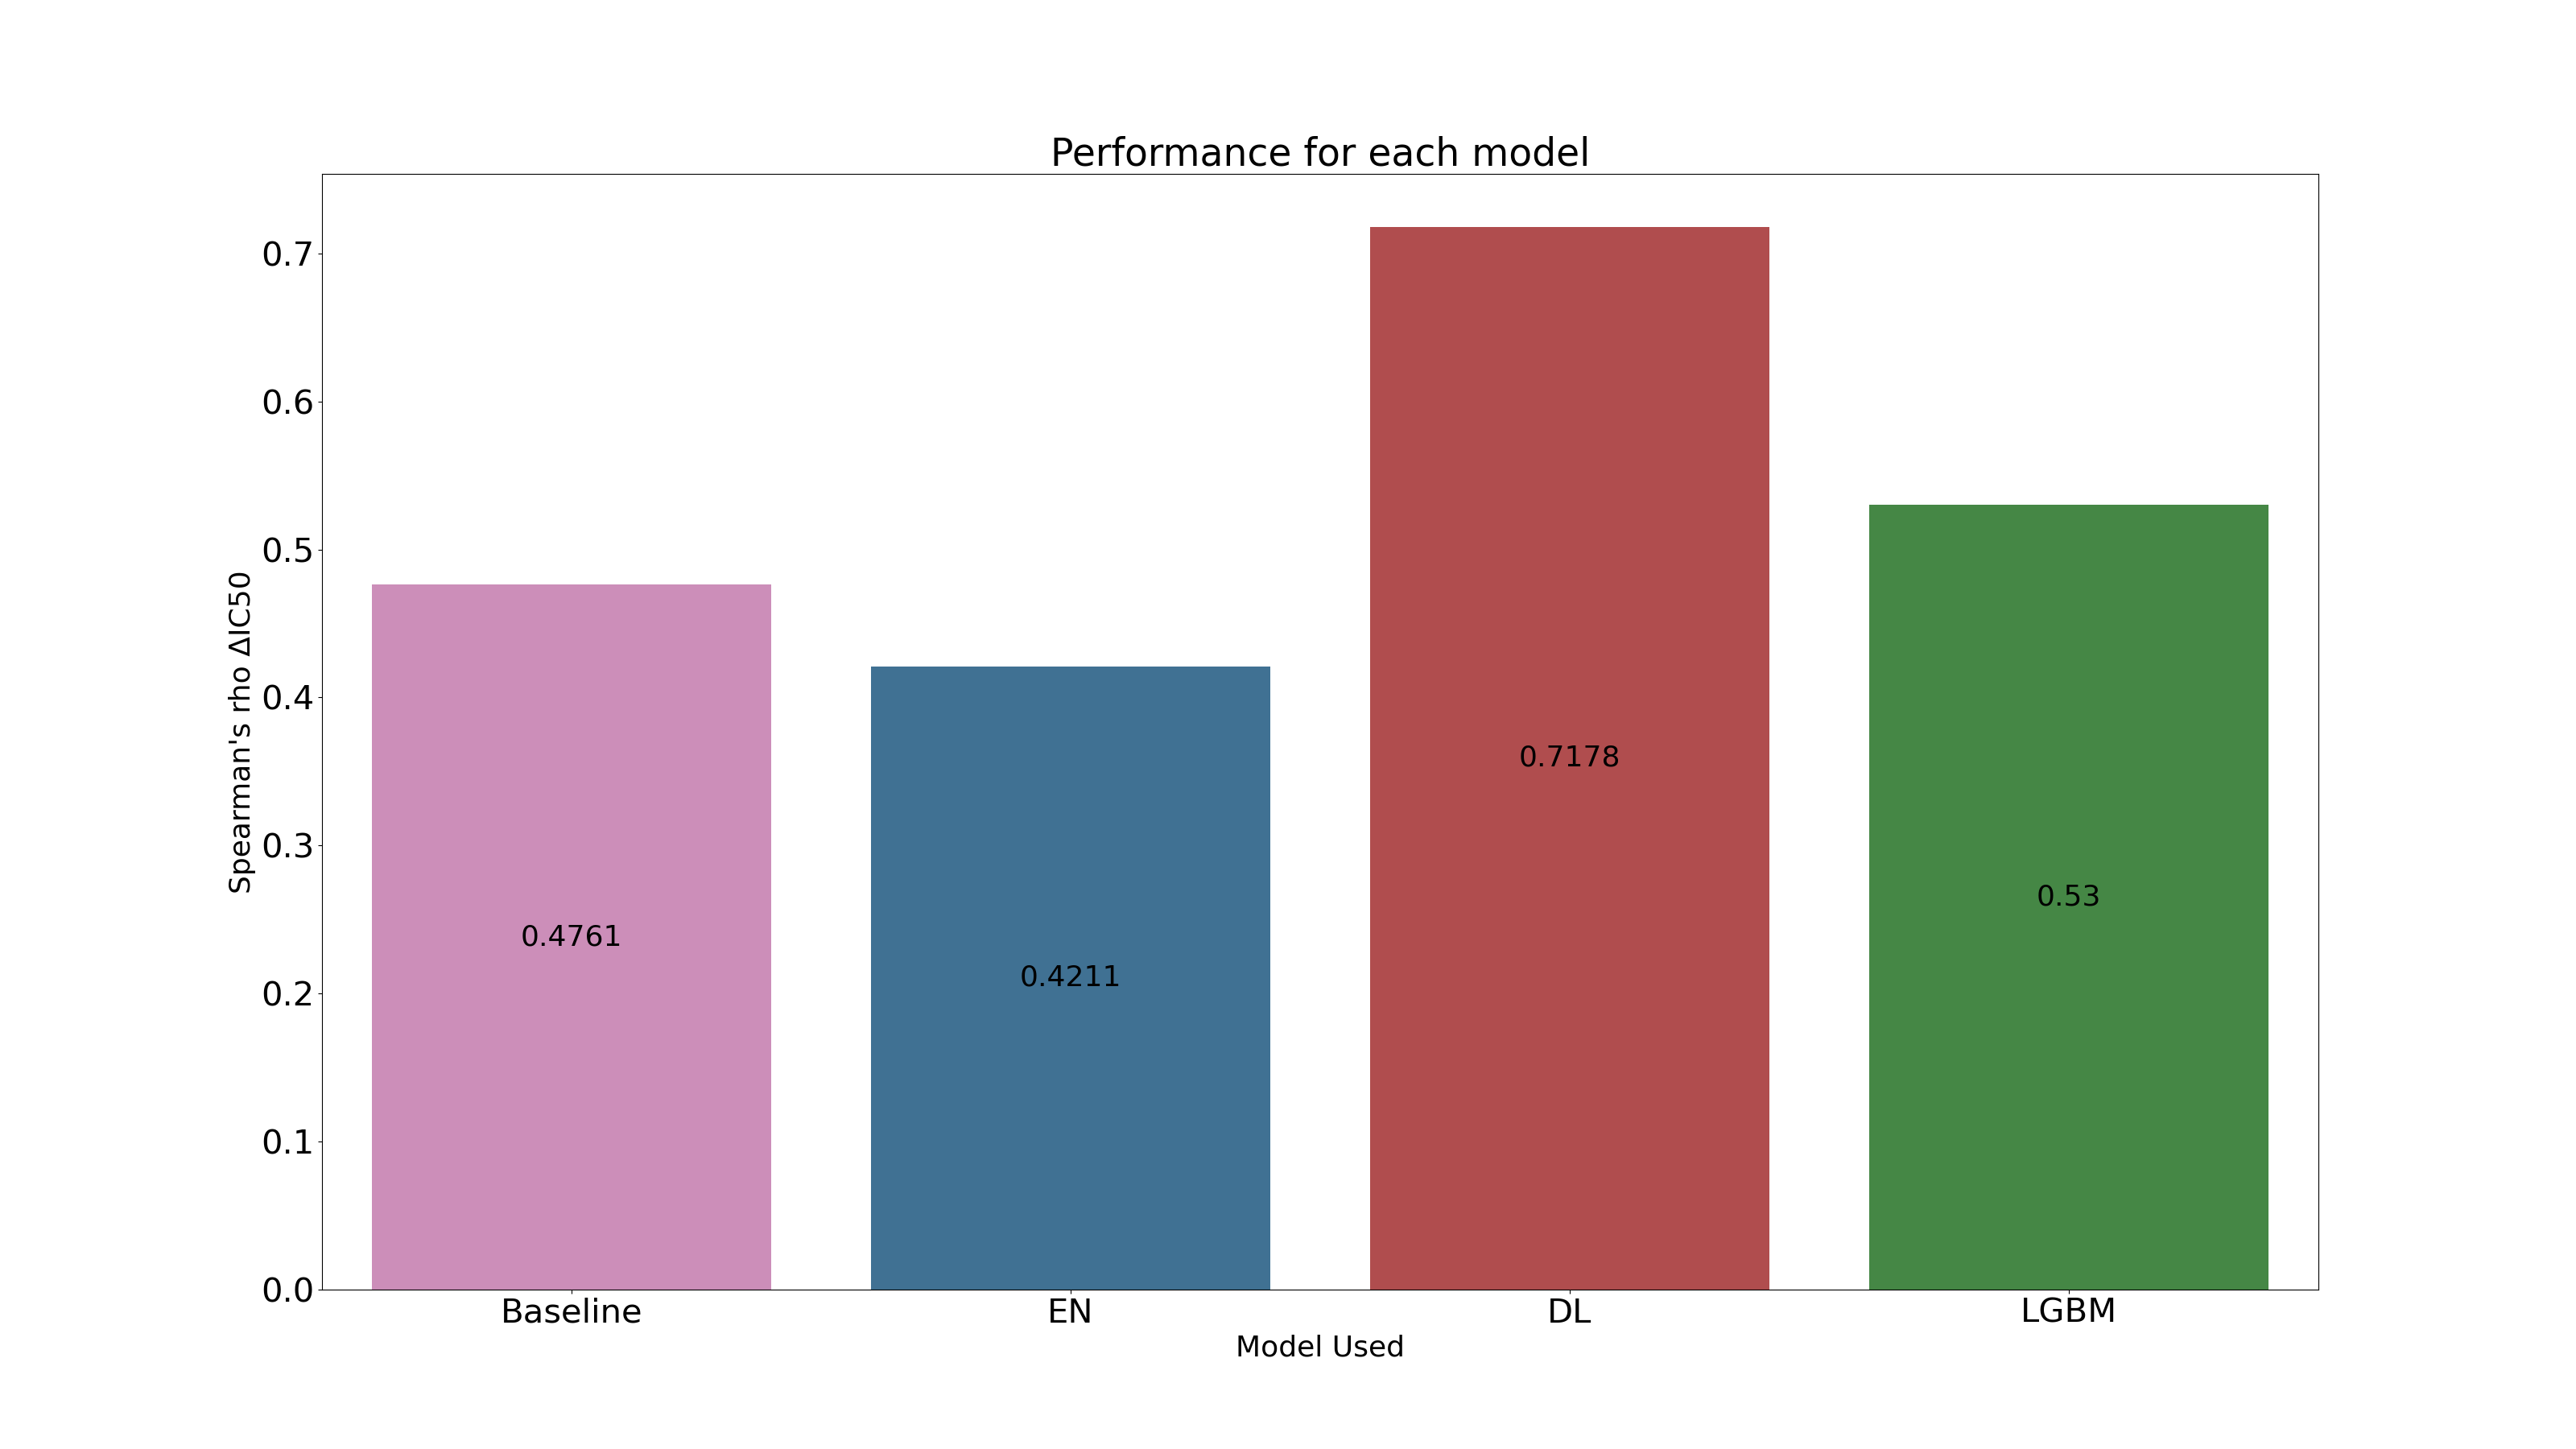 Performance for each model
Spearman's rho ΔIC50
0.7
0.6
0.5
0.4
0.3
0.2
0.1
0.0
0.4761
0.4211
0.7178
0.53
Baseline
EN
DL
LGBM
Model Used